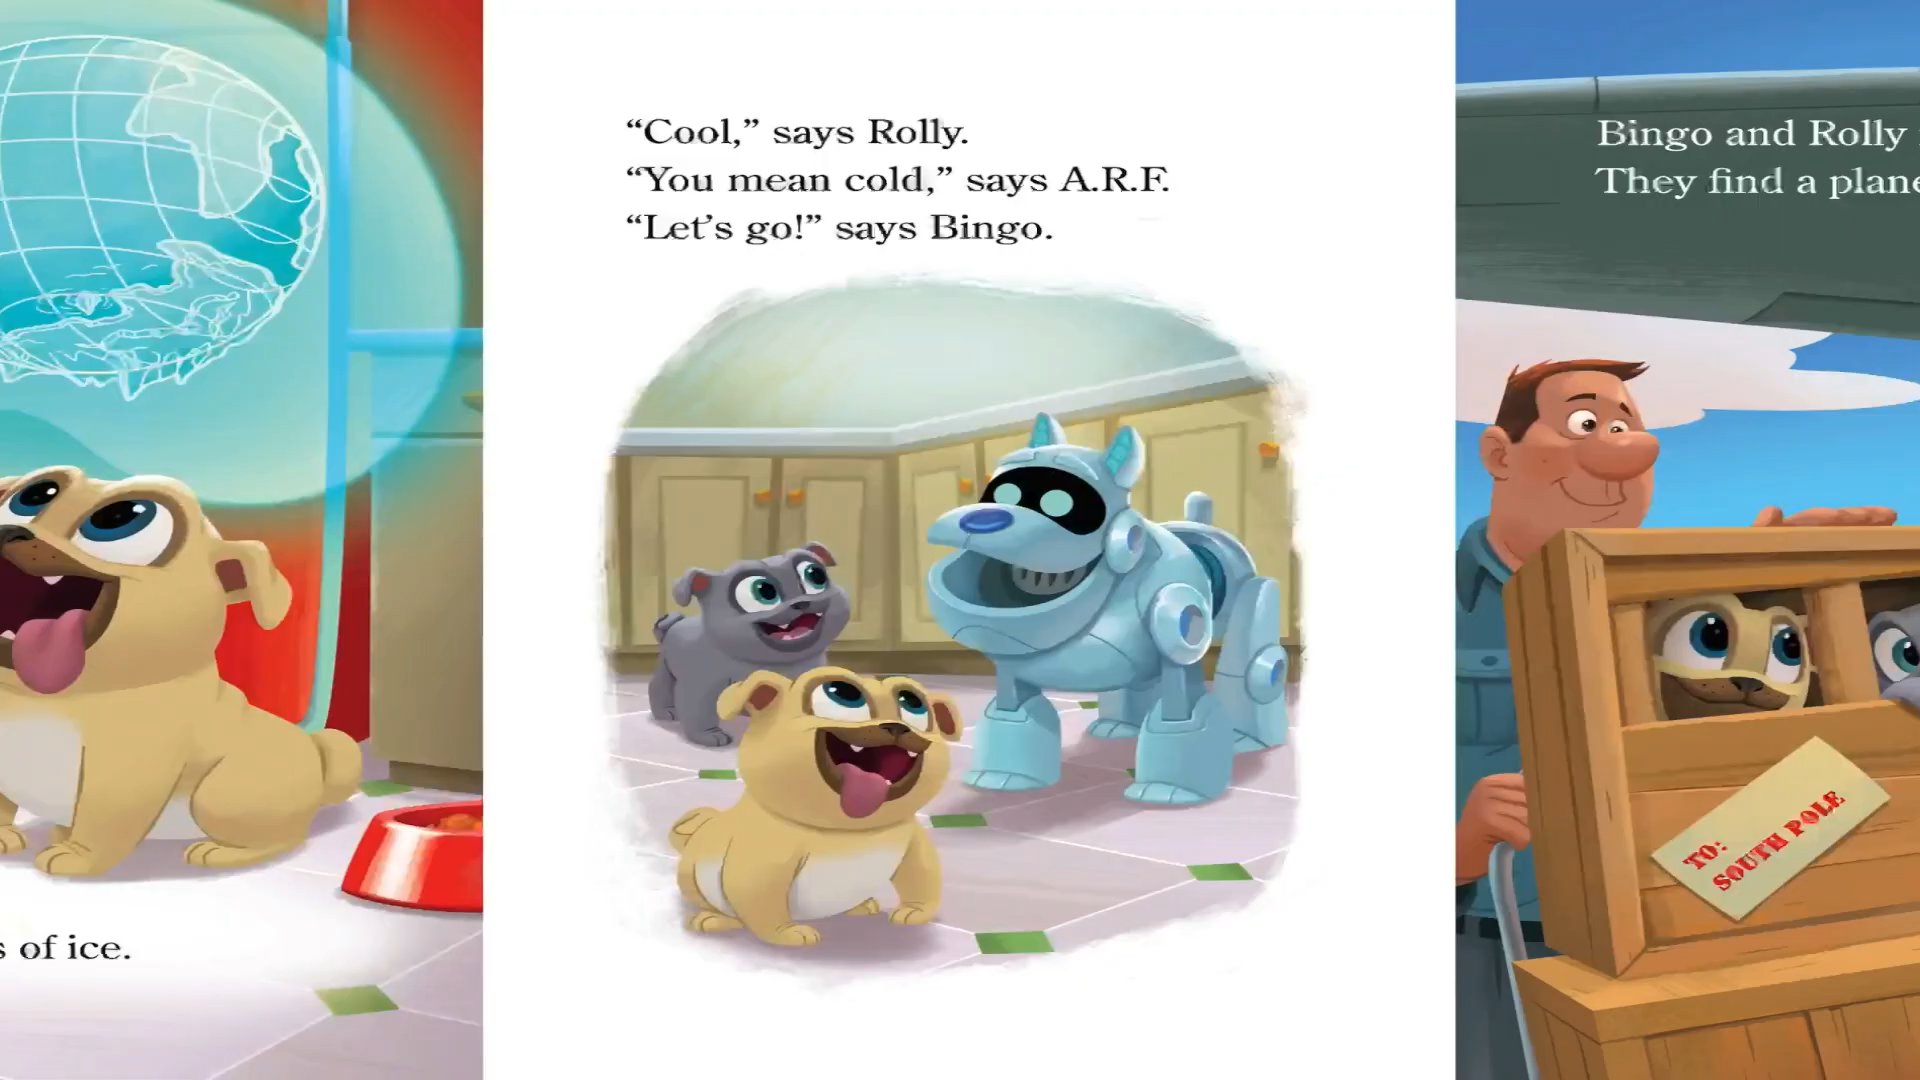 s of ice.
“Cool,” says Rolly.
“You mean cold,” says A.R.F.
“Let’s go!” says Bingo.
Bingo and Rolly
They find a plane
TO:
SOUTH POLE